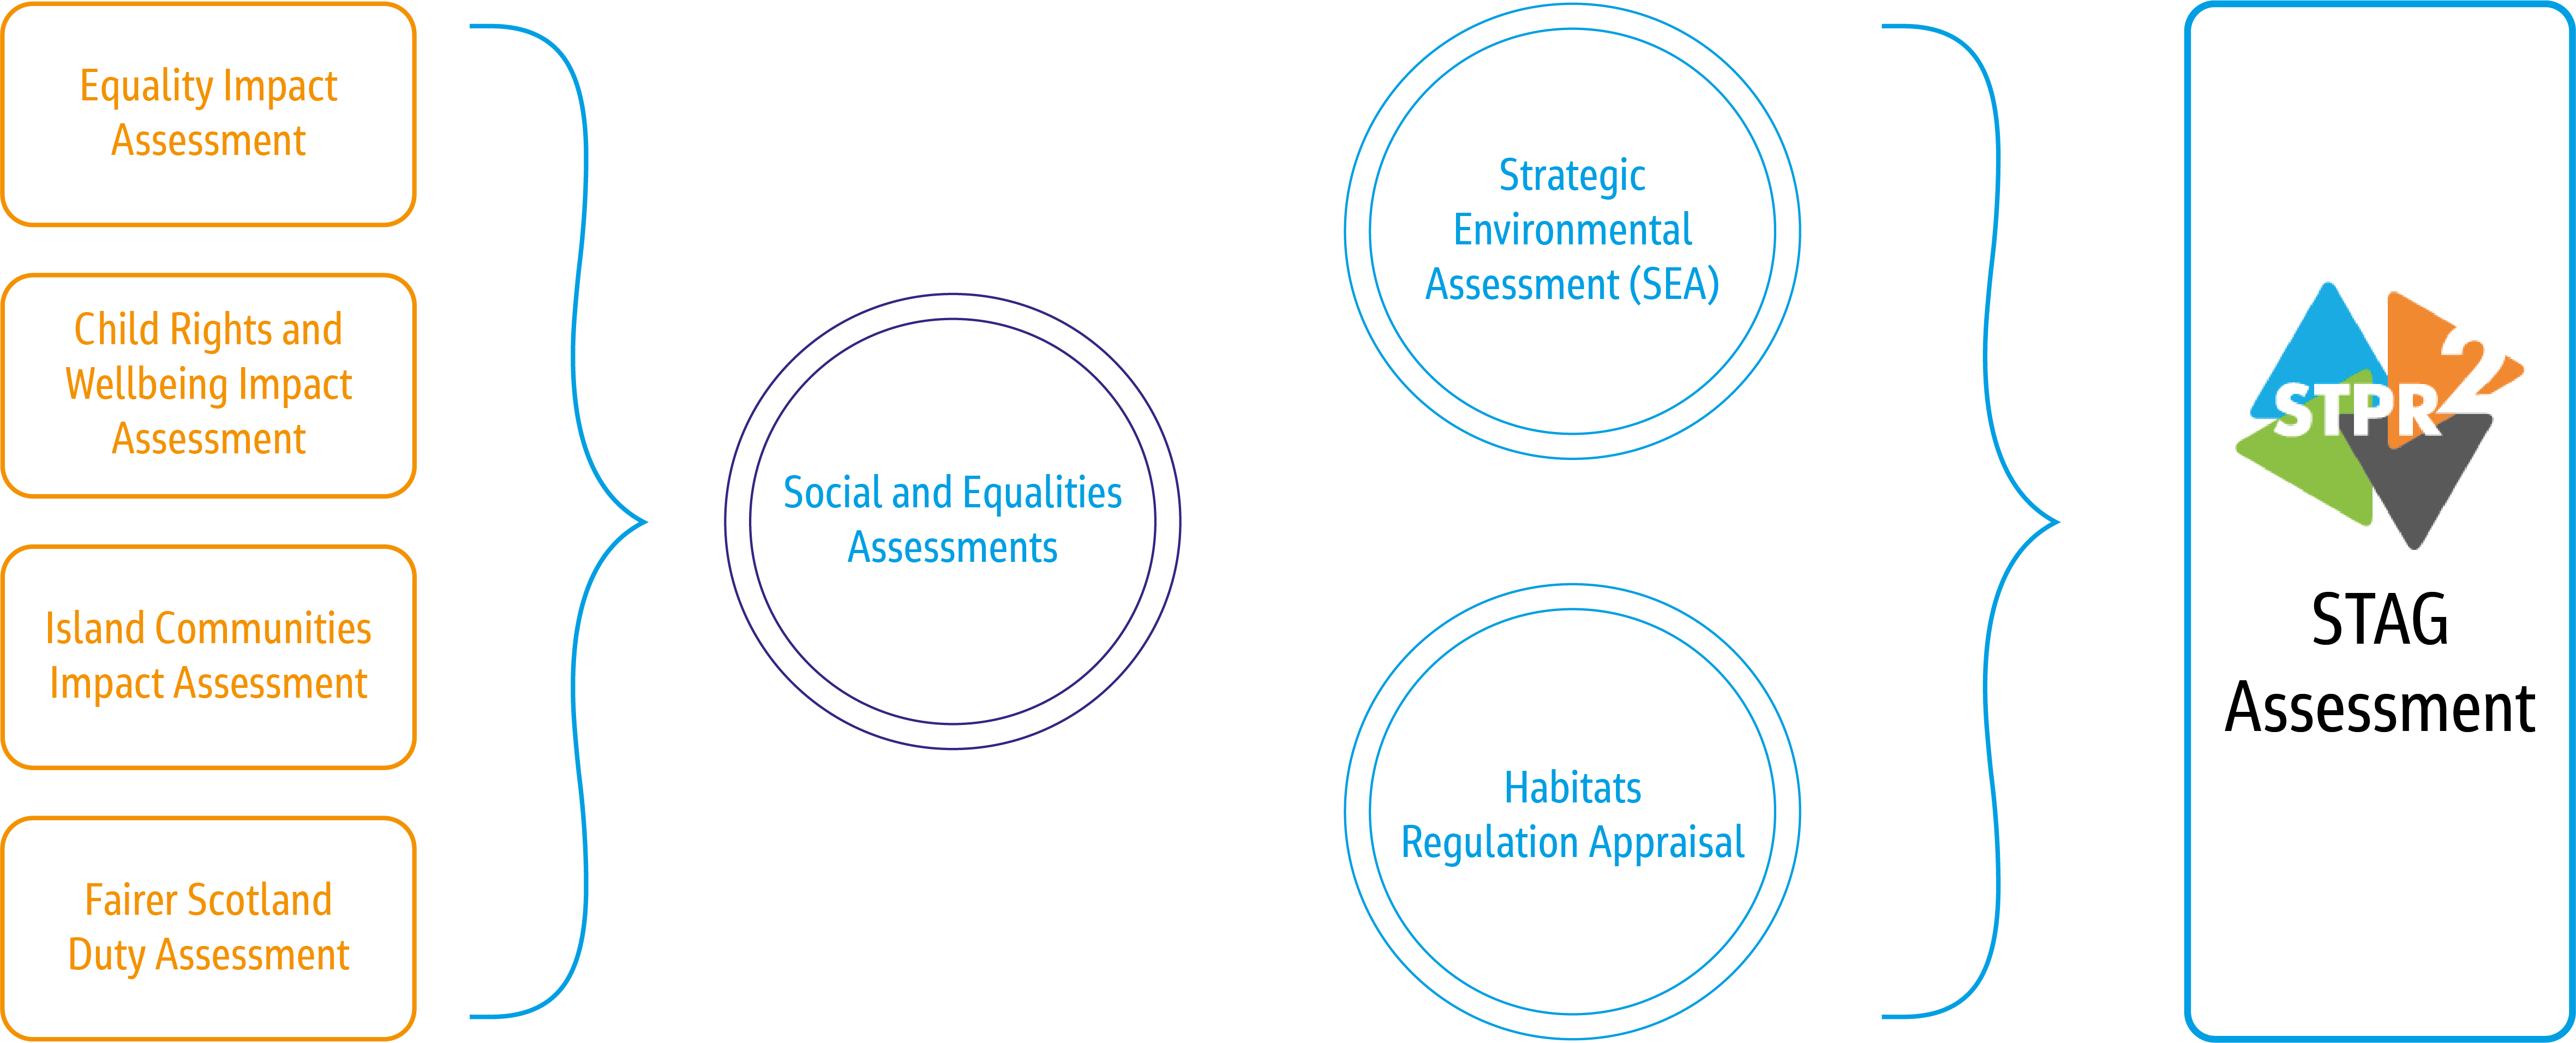 Equality Impact
Assessment
Child Rights and
Wellbeing Impact
Assessment
Island Communities
Impact Assessment
Fairer Scotland
Duty Assessment
Social and Equalities
Assessments
Strategic
Environmental
Assessment (SEA)
Habitats
Regulation Appraisal
STPR2
STAG
Assessment